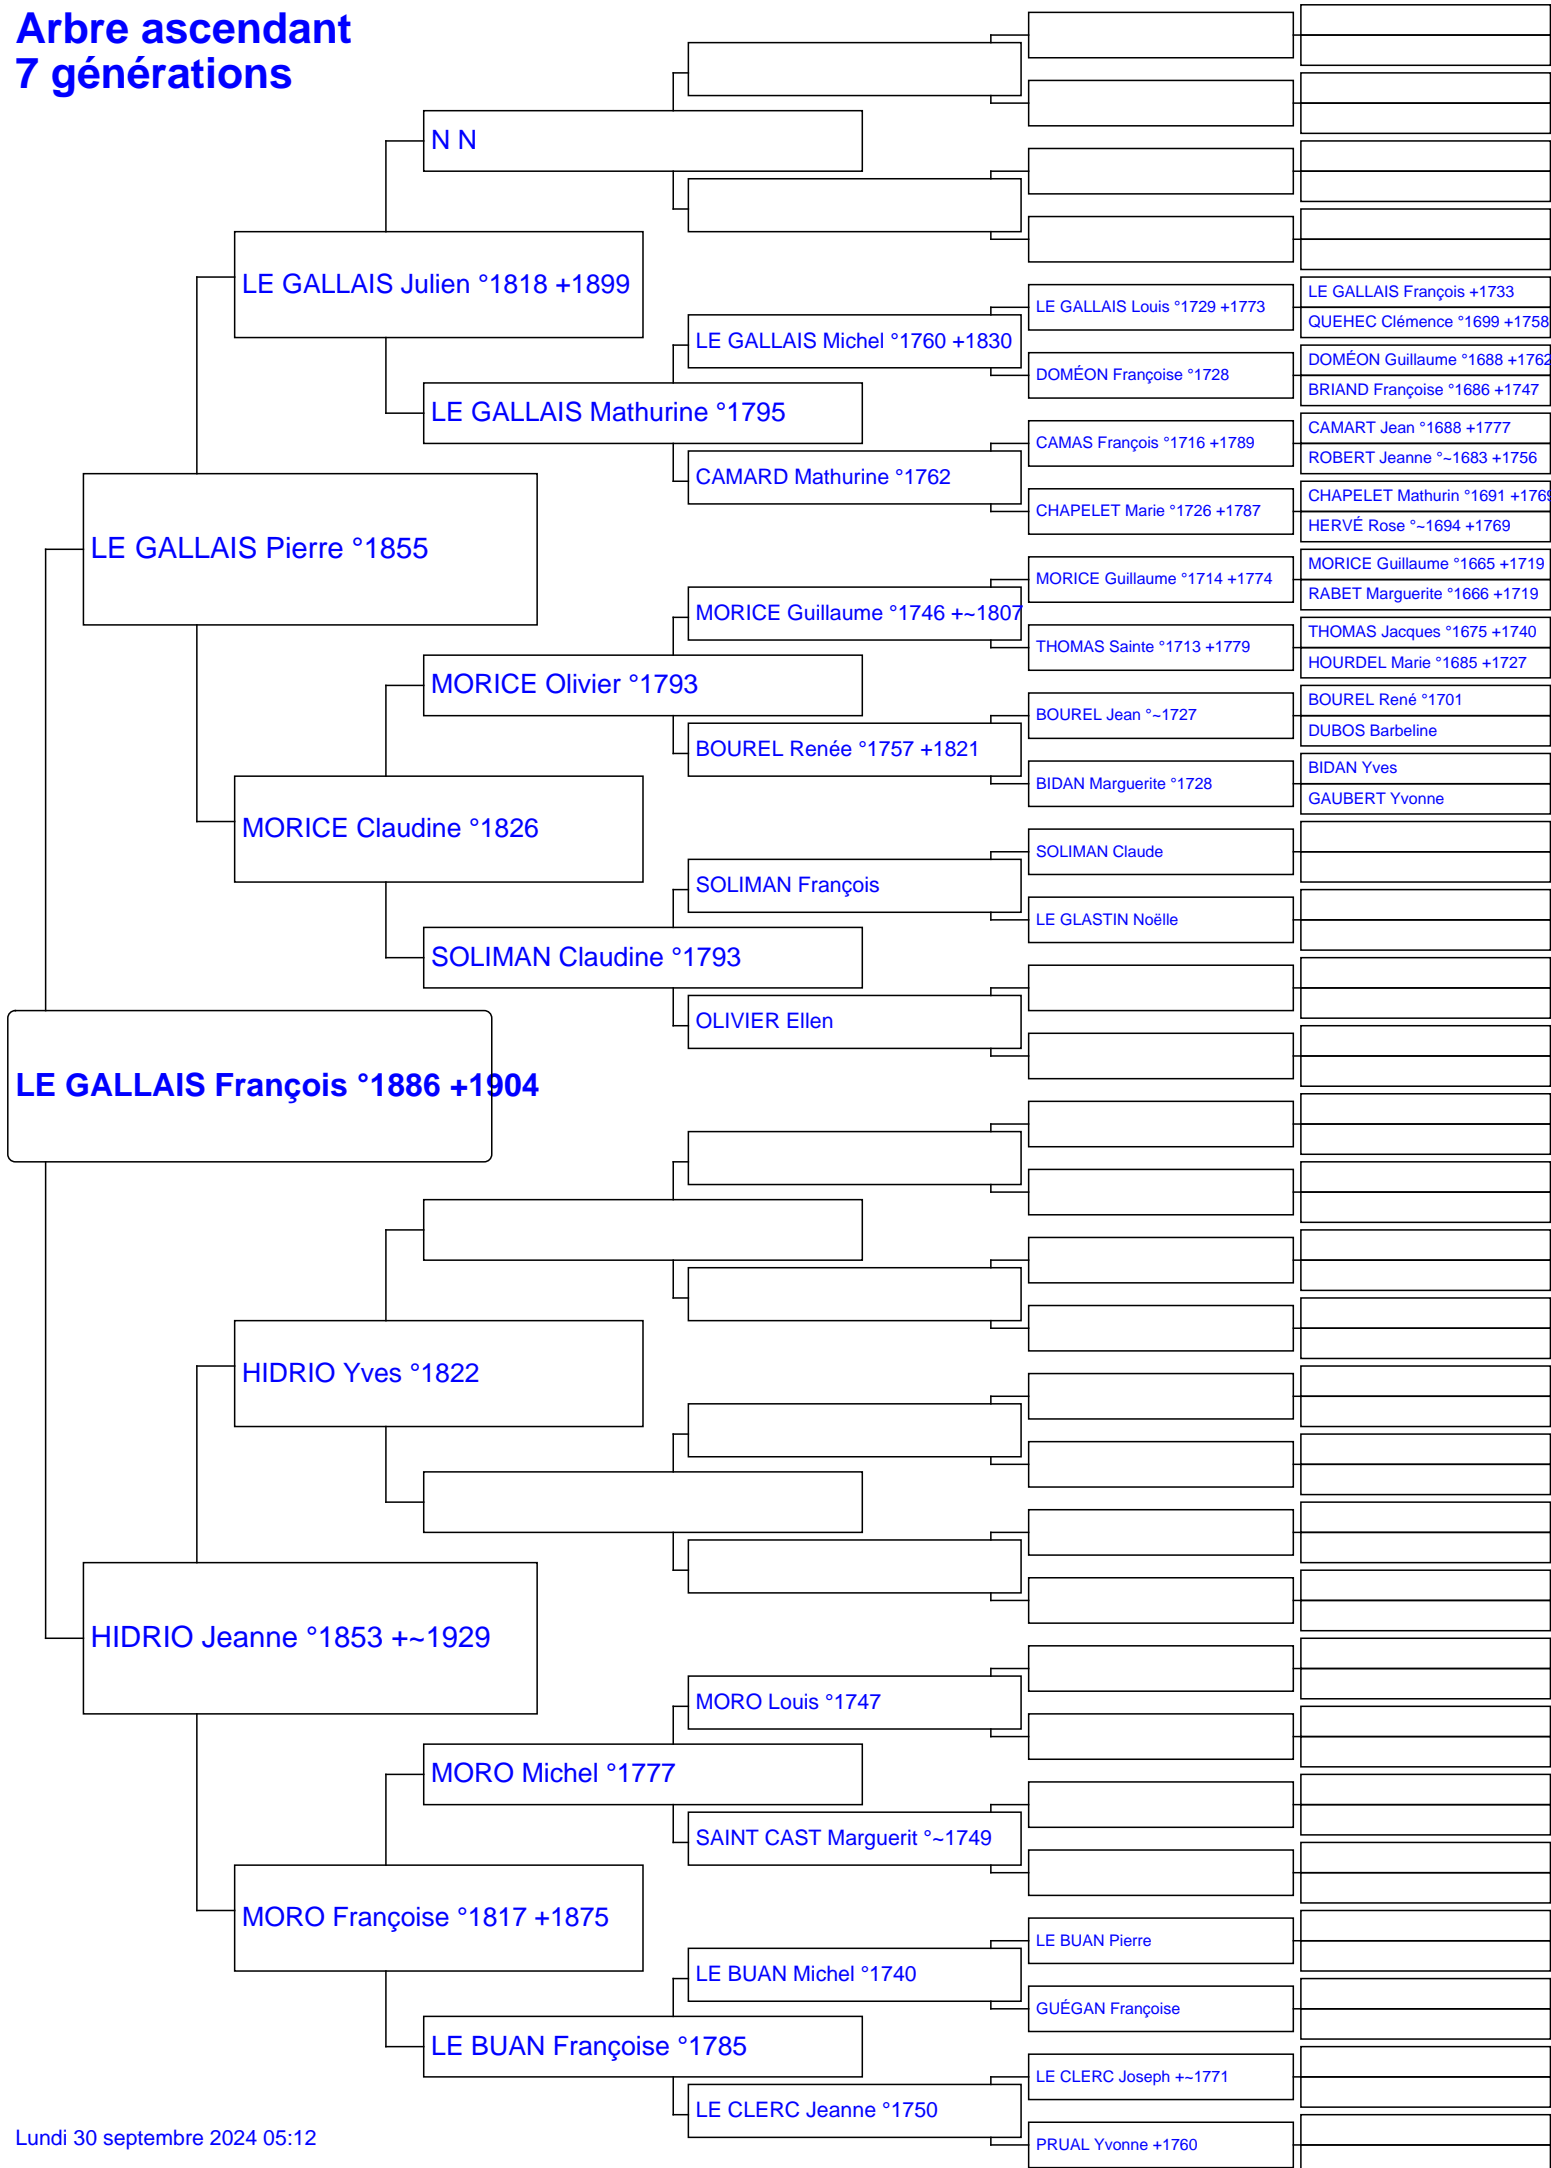 Arbre ascendant
7 générations
N N
LE GALLAIS Julien °1818 +1899
LE GALLAIS François +1733
LE GALLAIS Louis °1729 +1773
QUEHEC Clémence °1699 +1758
LE GALLAIS Michel °1760 +1830
DOMÉON Guillaume °1688 +1762
DOMÉON Françoise °1728
BRIAND Françoise °1686 +1747
LE GALLAIS Mathurine °1795
CAMART Jean °1688 +1777
CAMAS François °1716 +1789
ROBERT Jeanne °~1683 +1756
CAMARD Mathurine °1762
CHAPELET Mathurin °1691 +1769
CHAPELET Marie °1726 +1787
HERVÉ Rose °~1694 +1769
LE GALLAIS Pierre °1855
MORICE Guillaume °1665 +1719
MORICE Guillaume °1714 +1774
RABET Marguerite °1666 +1719
MORICE Guillaume °1746 +~1807
THOMAS Jacques °1675 +1740
THOMAS Sainte °1713 +1779
HOURDEL Marie °1685 +1727
MORICE Olivier °1793
BOUREL René °1701
BOUREL Jean °~1727
DUBOS Barbeline
BOUREL Renée °1757 +1821
BIDAN Yves
BIDAN Marguerite °1728
GAUBERT Yvonne
MORICE Claudine °1826
SOLIMAN Claude
SOLIMAN François
LE GLASTIN Noëlle
SOLIMAN Claudine °1793
OLIVIER Ellen
LE GALLAIS François °1886 +1904
HIDRIO Yves °1822
HIDRIO Jeanne °1853 +~1929
MORO Louis °1747
MORO Michel °1777
SAINT CAST Marguerit °~1749
MORO Françoise °1817 +1875
LE BUAN Pierre
LE BUAN Michel °1740
GUÉGAN Françoise
LE BUAN Françoise °1785
LE CLERC Joseph +~1771
LE CLERC Jeanne °1750
PRUAL Yvonne +1760
Lundi 30 septembre 2024 05:12